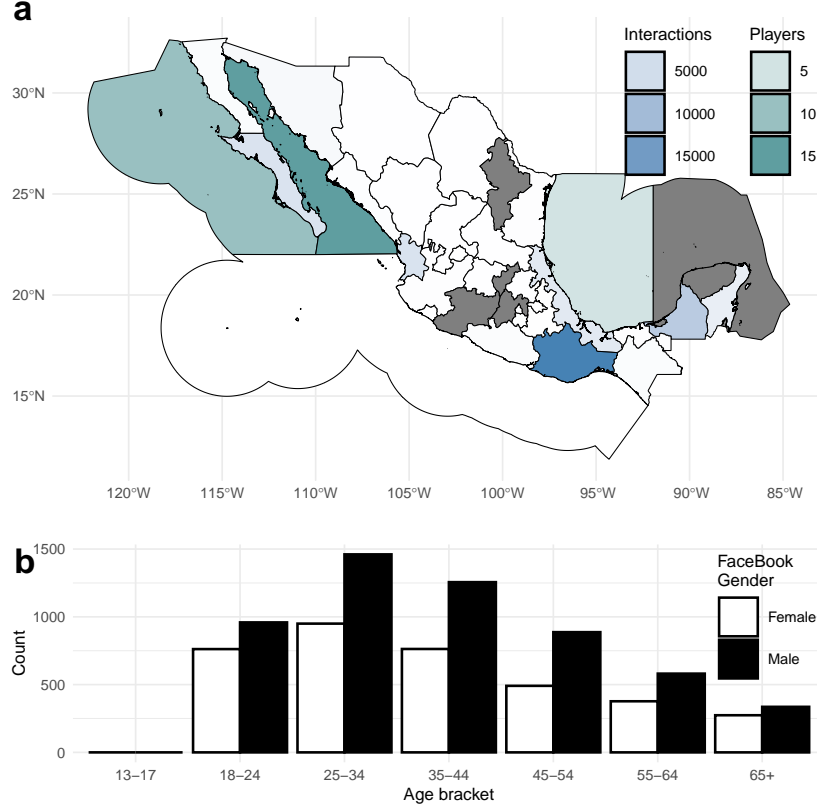 a
Interactions
5000
10000
15000
Players
5
10
15
30°N
25°N
20°N
15°N
120°W 115°W 110°W 105°W 100°W 95°W 90°W 85°W
b
1500
1000
500
0
Count
FaceBook
Gender
Female
Male
13–17 18–24 25–34 35–44 45–54 55–64 65+
Age bracket